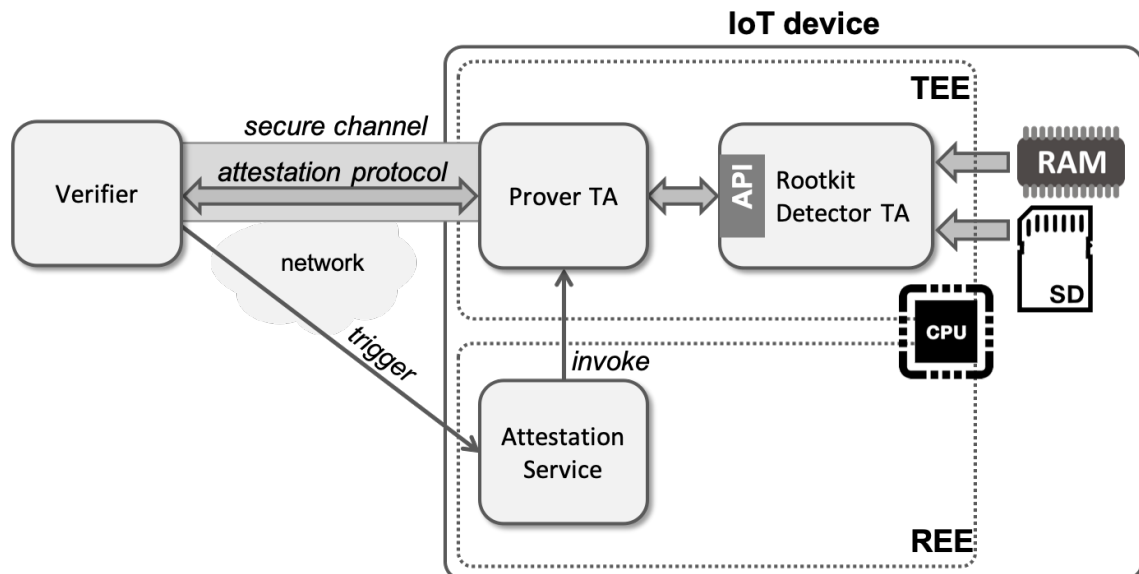 IoT device
TEE
secure channel
attestation protocol
Verifier
Prover TA
API
Rootkit
Detector TA
RAM
SD
network
CPU
trigger
invoke
Attestation
Service
REE